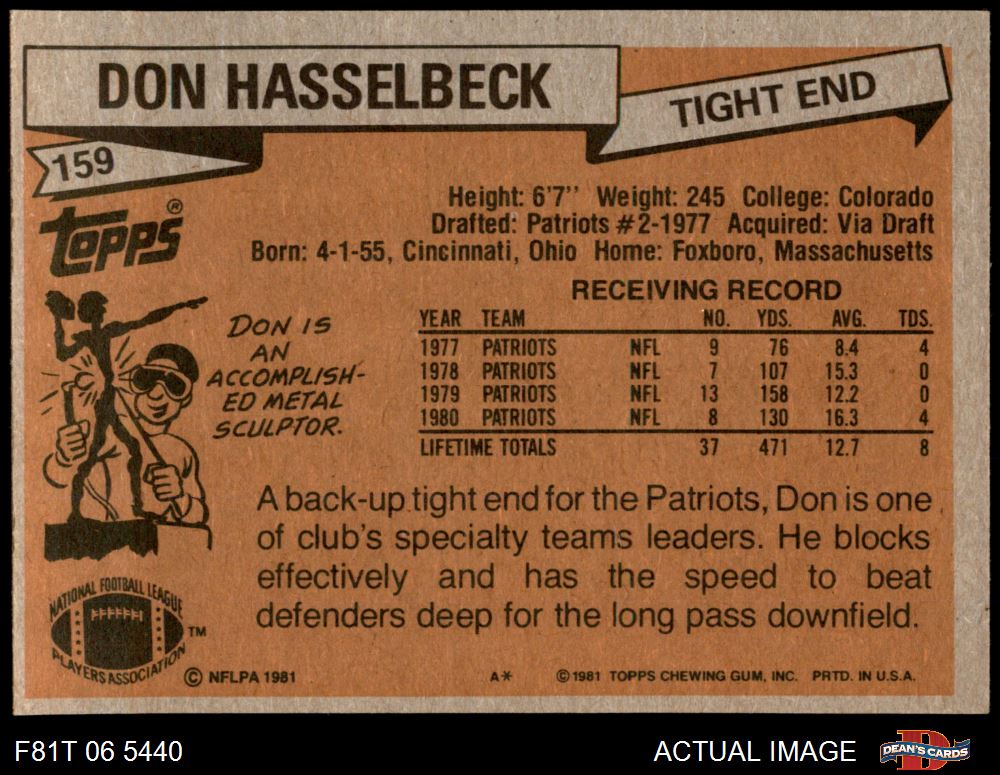 DON HASSELBECK
TIGHT END
159
Topps®
Height: 6'7'' Weight: 245 College: Colorado
Drafted: Patriots #2-1977 Acquired: Via Draft
Born: 4-1-55, Cincinnati, Ohio Home: Foxboro, Massachusetts
DON IS
AN
ACCOMPLISH-
ED METAL
SCULPTOR.
RECEIVING RECORD
YEAR TEAM NO. YDS. AVG. TDS.
1977 PATRIOTS NFL 9 76 8.4 4
1978 PATRIOTS NFL 7 107 15.3 0
1979 PATRIOTS NFL 13 158 12.2 0
1980 PATRIOTS NFL 8 130 16.3 4
LIFETIME TOTALS 37 471 12.7 8
A back-up tight end for the Patriots, Don is one
of club's specialty teams leaders. He blocks
effectively and has the speed to beat
defenders deep for the long pass downfield.
NATIONAL FOOTBALL LEAGUE
PLAYERS ASSOCIATION
TM
© NFLPA 1981 A* © 1981 TOPPS CHEWING GUM, INC. PRTD. IN U.S.A.
F81T 06 5440 ACTUAL IMAGE DEAN'S CARDS